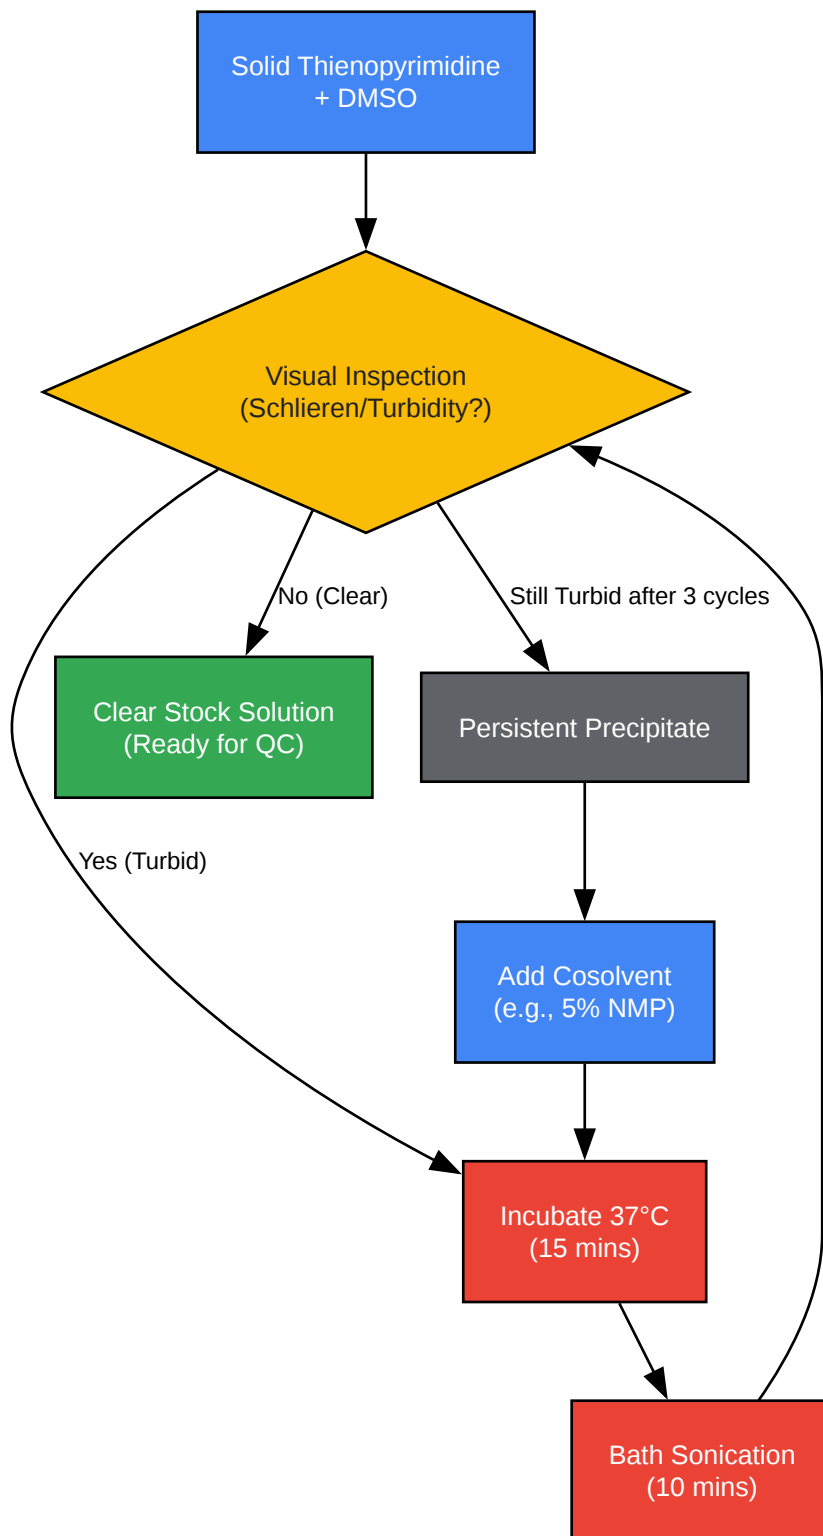 Solid Thienopyrimidine
+ DMSO
Visual Inspection
(Schlieren/Turbidity?)
No (Clear)
Still Turbid after 3 cycles
Clear Stock Solution
(Ready for QC)
Persistent Precipitate
Yes (Turbid)
Add Cosolvent
(e.g., 5% NMP)
Incubate 37°C
(15 mins)
Bath Sonication
(10 mins)